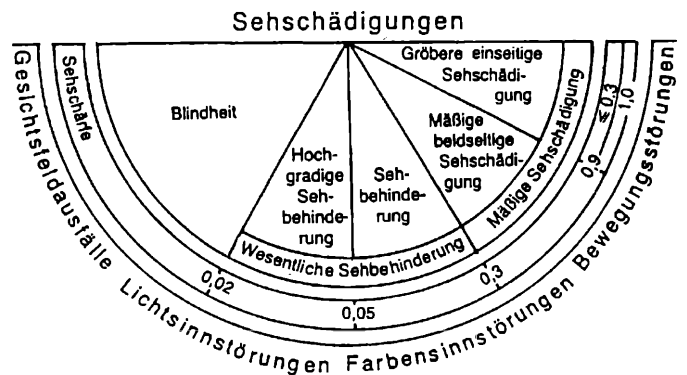 Sehschädigungen
Gesichtsfeldausfälle Lichtsinnstörungen Farbensinnstörungen Bewegungsstörungen
Sehschärfe
0,02
0,05
0,3
0,9
≤ 0,3
1,0
Blindheit
Hoch-
gradige
Seh-
behinde-
rung
Seh-
behinde-
rung
Wesentliche Sehbehinderung
Mäßige
beidseitige
Sehschädi-
gung
Gröbere einseitige
Sehschädi-
gung
Mäßige Sehschädigung